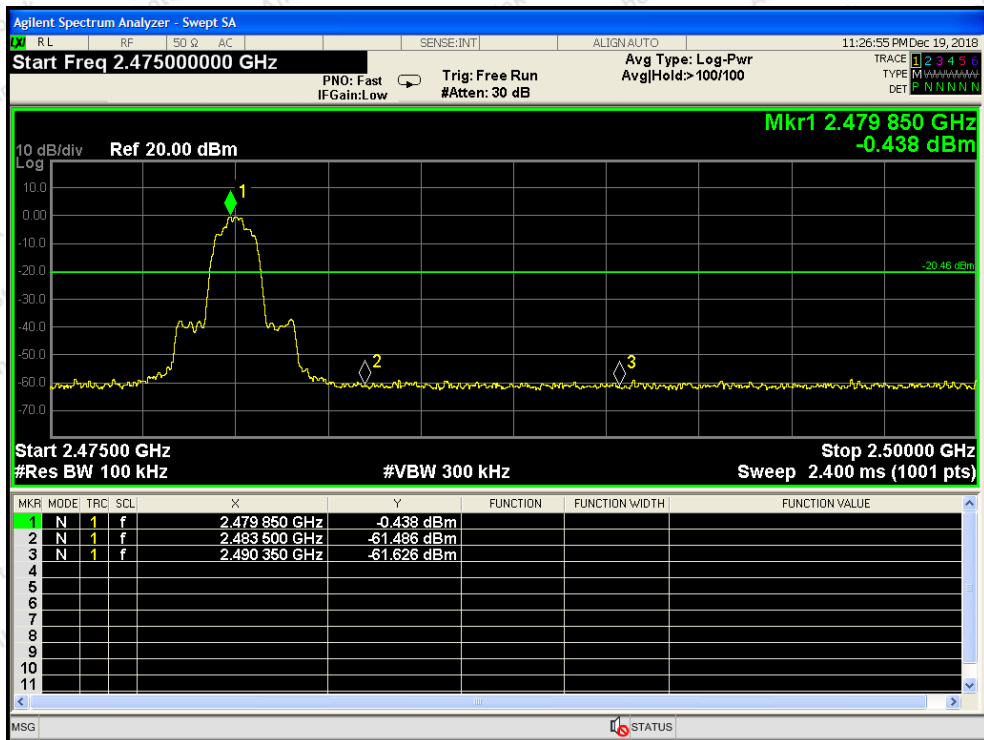 Agilent Spectrum Analyzer - Swept SA
LXI RL RF 50 Ω AC SENSE:INT ALIGN AUTO 11:26:55 PM Dec 19, 2018
Start Freq 2.475000000 GHz
PNO: Fast
IFGain:Low
Trig: Free Run
#Atten: 30 dB
Avg Type: Log-Pwr
Avg|Hold:>100/100
TRACE 1 2 3 4 5 6
TYPE M
DET P N N N N N
Mkr1 2.479 850 GHz
-0.438 dBm
10 dB/div Ref 20.00 dBm
Log
10.0
0.00
-10.0
-20.0
-30.0
-40.0
-50.0
-60.0
-70.0
1
-20.46 dBm
2
3
Start 2.47500 GHz Stop 2.50000 GHz
#Res BW 100 kHz #VBW 300 kHz Sweep 2.400 ms (1001 pts)
MKR MODE TRC SCL X Y FUNCTION FUNCTION WIDTH FUNCTION VALUE
1 N 1 f 2.479 850 GHz -0.438 dBm
2 N 1 f 2.483 500 GHz -61.486 dBm
3 N 1 f 2.490 350 GHz -61.626 dBm
4
5
6
7
8
9
10
11
MSG STATUS